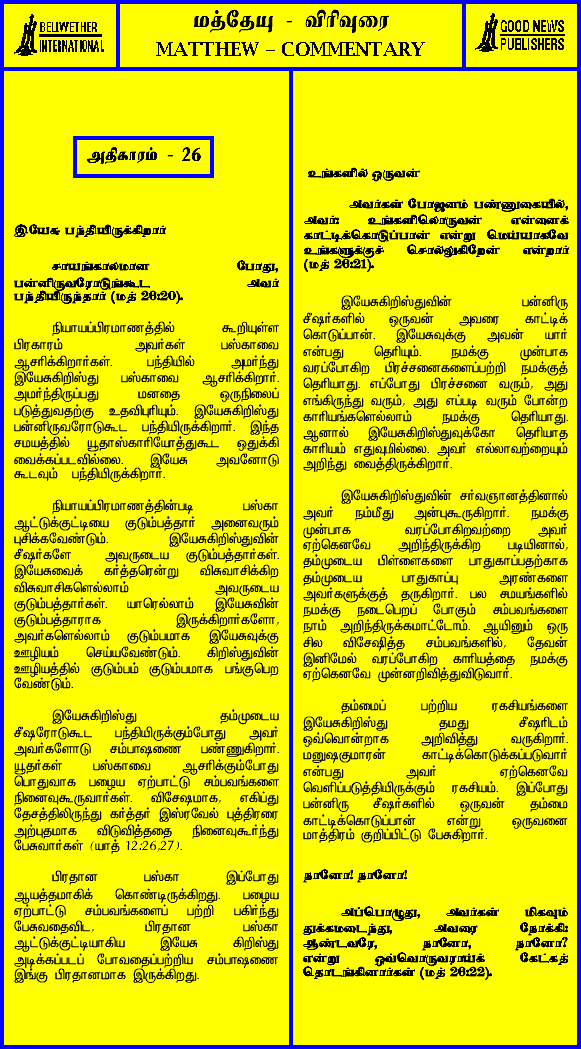 BELLWETHER
INTERNATIONAL
மத்தேயு - விரிவுரை
MATTHEW – COMMENTARY
GOOD NEWS
PUBLISHERS
அதிகாரம் - 26
இயேசு பந்தியிருக்கிறார்
சாயங்காலமான போது,
பன்னிருவரோடுங்கூட அவர்
பந்தியிருந்தார் (மத் 26:20).
நியாயப்பிரமாணத்தில் கூறியுள்ள
பிரகாரம் அவர்கள் பஸ்காவை
ஆசரிக்கிறார்கள். பந்தியில் அமர்ந்து
இயேசுகிறிஸ்து பஸ்காவை ஆசரிக்கிறார்.
அமர்ந்திருப்பது மனதை ஒருநிலைப்
படுத்துவதற்கு உதவிபுரியும். இயேசுகிறிஸ்து
பன்னிருவரோடுகூட பந்தியிருக்கிறார். இந்த
சமயத்தில் யூதாஸ்காரியோத்துகூட ஒதுக்கி
வைக்கப்படவில்லை. இயேசு அவனோடு
கூடவும் பந்தியிருக்கிறார்.
நியாயப்பிரமாணத்தின்படி பஸ்கா
ஆட்டுக்குட்டியை குடும்பத்தார் அனைவரும்
புசிக்கவேண்டும். இயேசுகிறிஸ்துவின்
சீஷர்களே அவருடைய குடும்பத்தார்கள்.
இயேசுவைக் கர்த்தரென்று விசுவாசிக்கிற
விசுவாசிகளெல்லாம் அவருடைய
குடும்பத்தார்கள். யாரெல்லாம் இயேசுவின்
குடும்பத்தாராக இருக்கிறார்களோ,
அவர்களெல்லாம் குடும்பமாக இயேசுவுக்கு
ஊழியம் செய்யவேண்டும். கிறிஸ்துவின்
ஊழியத்தில் குடும்பம் குடும்பமாக பங்குபெற
வேண்டும்.
இயேசுகிறிஸ்து தம்முடைய
சீஷரோடுகூட பந்தியிருக்கும்போது அவர்
அவர்களோடு சம்பாஷணை பண்ணுகிறார்.
யூதர்கள் பஸ்காவை ஆசரிக்கும்போது
பொதுவாக பழைய ஏற்பாட்டு சம்பவங்களை
நினைவுகூருவார்கள். விசேஷமாக, எகிப்து
தேசத்திலிருந்து கர்த்தர் இஸ்ரவேல் புத்திரரை
அற்புதமாக விடுவித்ததை நினைவுகூர்ந்து
பேசுவார்கள் (யாத் 12:26,27).
பிரதான பஸ்கா இப்போது
ஆயத்தமாகிக் கொண்டிருக்கிறது. பழைய
ஏற்பாட்டு சம்பவங்களைப் பற்றி பகிர்ந்து
பேசுவதைவிட, பிரதான பஸ்கா
ஆட்டுக்குட்டியாகிய இயேசு கிறிஸ்து
அடிக்கப்படப் போவதைப்பற்றிய சம்பாஷணை
இங்கு பிரதானமாக இருக்கிறது.
உங்களில் ஒருவன்
அவர்கள் போஜனம் பண்ணுகையில்,
அவர்: உங்களிலொருவன் என்னைக்
காட்டிக்கொடுப்பான் என்று மெய்யாகவே
உங்களுக்குச் சொல்லுகிறேன் என்றார்
(மத் 26:21).
இயேசுகிறிஸ்துவின் பன்னிரு
சீஷர்களில் ஒருவன் அவரை காட்டிக்
கொடுப்பான். இயேசுவுக்கு அவன் யார்
என்பது தெரியும். நமக்கு முன்பாக
வரப்போகிற பிரச்சனைகளைப்பற்றி நமக்குத்
தெரியாது. எப்போது பிரச்சனை வரும், அது
எங்கிருந்து வரும், அது எப்படி வரும் போன்ற
காரியங்களெல்லாம் நமக்கு தெரியாது.
ஆனால் இயேசுகிறிஸ்துவுக்கோ தெரியாத
காரியம் எதுவுமில்லை. அவர் எல்லாவற்றையும்
அறிந்து வைத்திருக்கிறார்.
இயேசுகிறிஸ்துவின் சர்வஞானத்தினால்
அவர் நம்மீது அன்புகூருகிறார். நமக்கு
முன்பாக வரப்போகிறவற்றை அவர்
ஏற்கெனவே அறிந்திருக்கிற படியினால்,
தம்முடைய பிள்ளைகளை பாதுகாப்பதற்காக
தம்முடைய பாதுகாப்பு அரண்களை
அவர்களுக்குத் தருகிறார். பல சமயங்களில்
நமக்கு நடைபெறப் போகும் சம்பவங்களை
நாம் அறிந்திருக்கமாட்டோம். ஆயினும் ஒரு
சில விசேஷித்த சம்பவங்களில், தேவன்
இனிமேல் வரப்போகிற காரியத்தை நமக்கு
ஏற்கெனவே முன்னறிவித்துவிடுவார்.
தம்மைப் பற்றிய ரகசியங்களை
இயேசுகிறிஸ்து தமது சீஷரிடம்
ஒவ்வொன்றாக அறிவித்து வருகிறார்.
மனுஷகுமாரன் காட்டிக்கொடுக்கப்படுவார்
என்பது அவர் ஏற்கெனவே
வெளிப்படுத்தியிருக்கும் ரகசியம். இப்போது
பன்னிரு சீஷர்களில் ஒருவன் தம்மை
காட்டிக்கொடுப்பான் என்று ஒருவனை
மாத்திரம் குறிப்பிட்டு பேசுகிறார்.
நானோ! நானோ!
அப்பொழுது, அவர்கள் மிகவும்
துக்கமடைந்து, அவரை நோக்கி:
ஆண்டவரே, நானோ, நானோ?
என்று ஒவ்வொருவராய்க் கேட்கத்
தொடங்கினார்கள் (மத் 26:22).